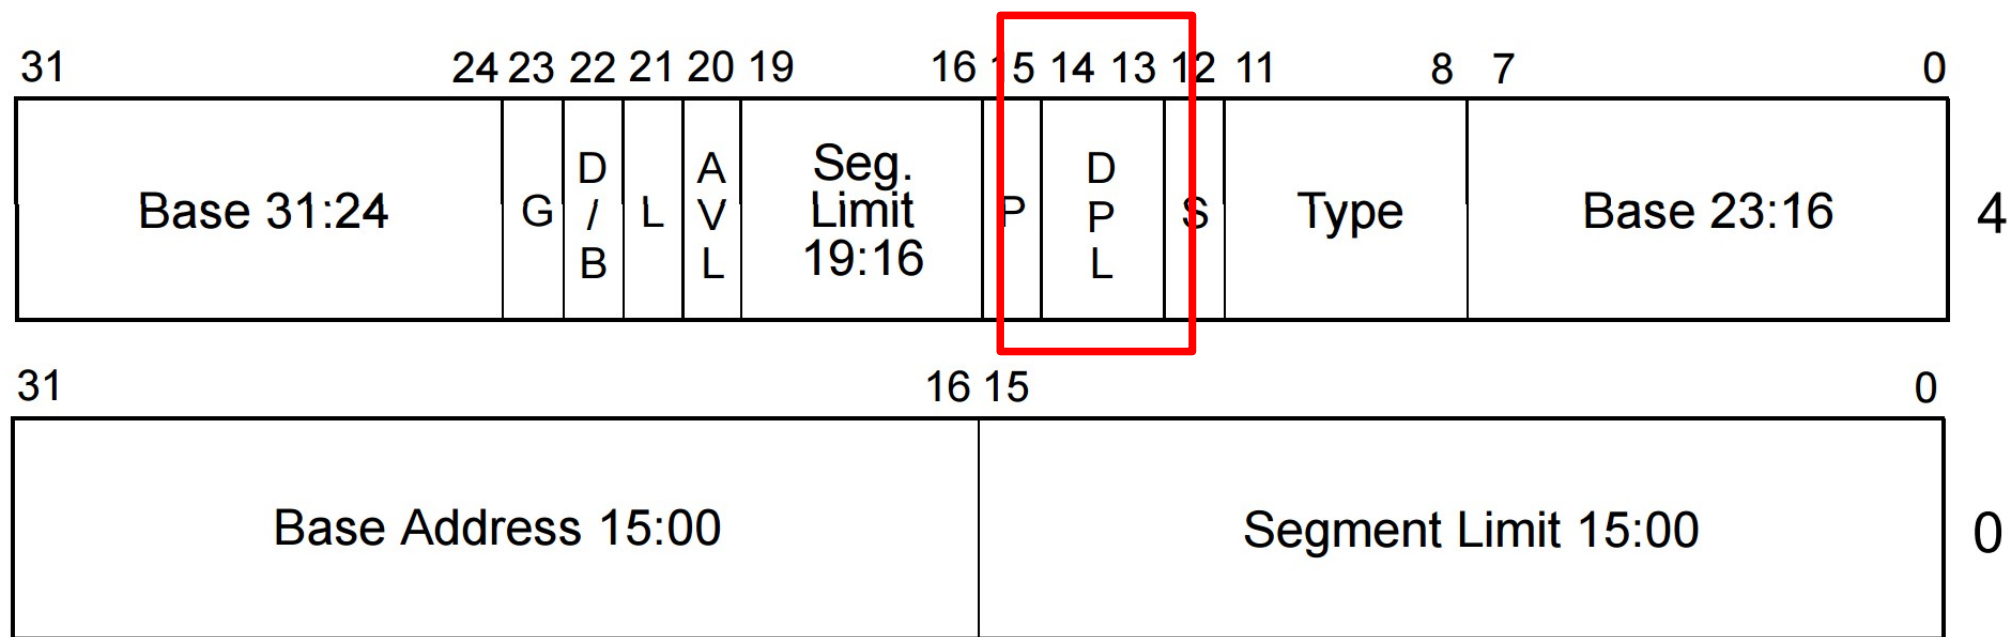 31 24 23 22 21 20 19 16 15 14 13 12 11 8 7 0
Base 31:24
G
D
/
B
L
A
V
L
Seg.
Limit
19:16
P
D
P
L
S
Type
Base 23:16
4
31 16 15 0
Base Address 15:00
Segment Limit 15:00
0